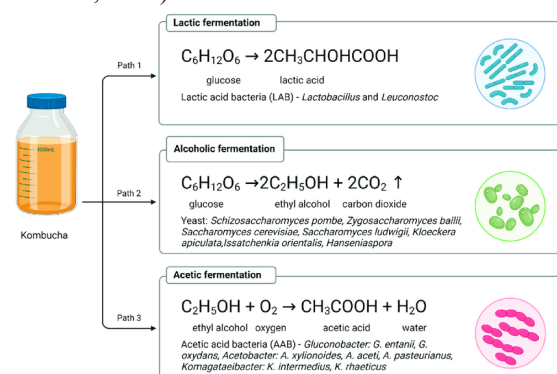 Lactic fermentation
C₆H₁₂O₆ → 2CH₃CHOHCOOH
glucose lactic acid
Lactic acid bacteria (LAB) - Lactobacillus and Leuconostoc
Path 1
1000mL
Alcoholic fermentation
C₆H₁₂O₆ →2C₂H₅OH + 2CO₂ ↑
glucose ethyl alcohol carbon dioxide
Yeast: Schizosaccharomyces pombe, Zygosaccharomyces bailii,
Saccharomyces cerevisiae, Saccharomyces ludwigii, Kloeckera
apiculata,Issatchenkia orientalis, Hanseniaspora
Path 2
Kombucha
Acetic fermentation
C₂H₅OH + O₂ → CH₃COOH + H₂O
ethyl alcohol oxygen acetic acid water
Acetic acid bacteria (AAB) - Gluconobacter: G. entanii, G.
oxydans, Acetobacter: A. xylionoides, A. aceti, A. pasteurianus,
Komagataeibacter: K. intermedius, K. rhaeticus
Path 3